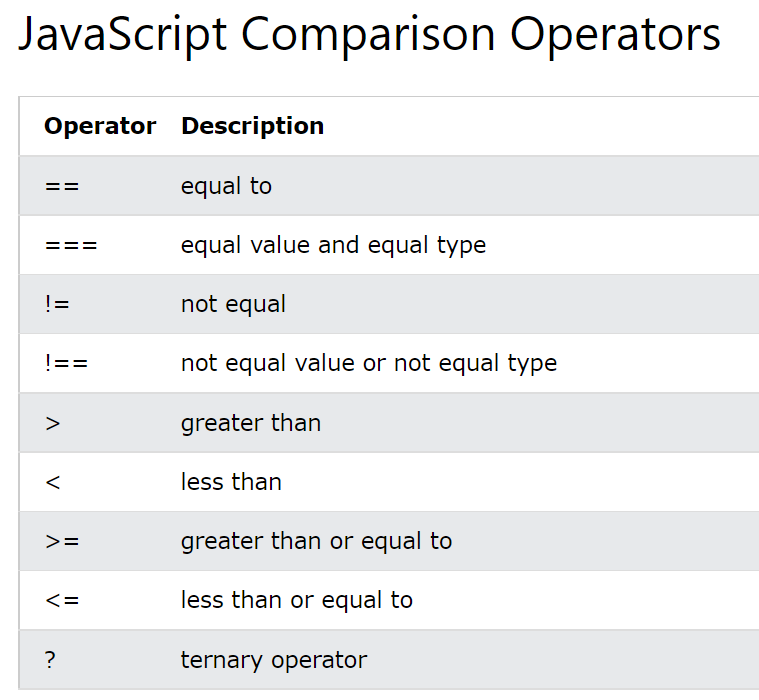 JavaScript Comparison Operators
Operator Description
== equal to
=== equal value and equal type
!= not equal
!== not equal value or not equal type
> greater than
< less than
>= greater than or equal to
<= less than or equal to
? ternary operator